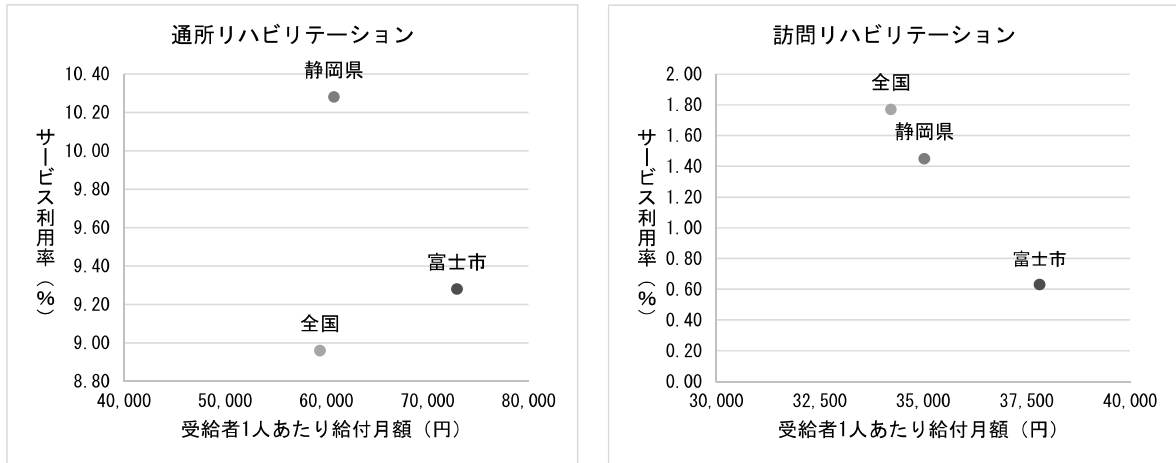 通所リハビリテーション
静岡県
10.40
10.20
10.00
9.80
9.60
9.40
9.20
9.00
8.80
サービス利用率（%）
富士市
全国
40,000 50,000 60,000 70,000 80,000
受給者1人あたり給付月額（円）
訪問リハビリテーション
2.00
1.80
1.60
1.40
1.20
1.00
0.80
0.60
0.40
0.20
0.00
サービス利用率（%）
全国
静岡県
富士市
30,000 32,500 35,000 37,500 40,000
受給者1人あたり給付月額（円）